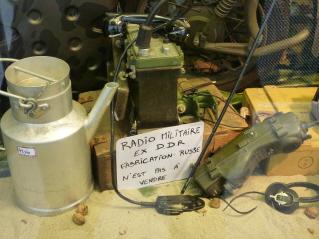 RADIO MILITAIRE
EX D.D.R
FABRICATION RUSSE
N'EST PAS À
VENDRE